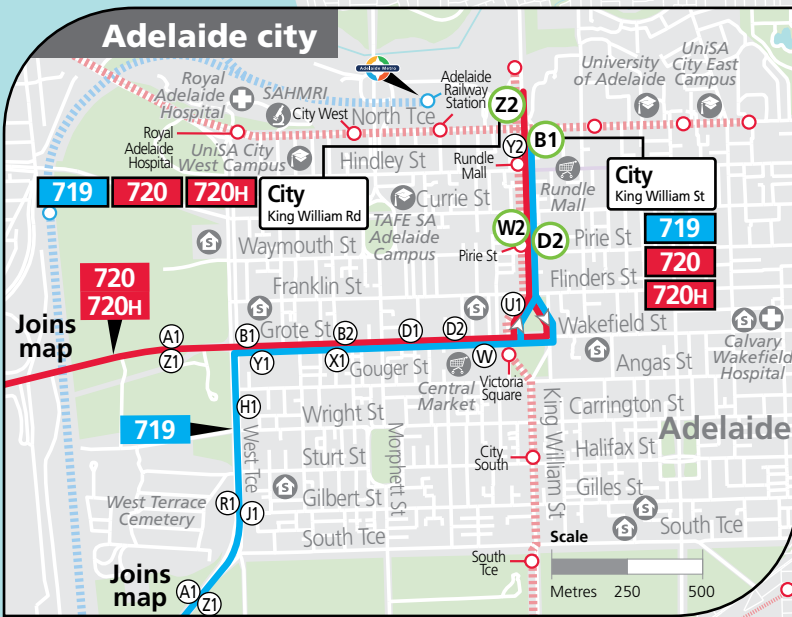 Adelaide city
Adelaide Metro
Royal
Adelaide
Hospital
SAHMRI
Adelaide
Railway
Station
University
of Adelaide
UniSA
City East
Campus
Z2
City West
North Tce
Royal
Adelaide
Hospital
UniSA City
West Campus
Hindley St
Y2
B1
Rundle
Mall
Rundle
Mall
719
720
720H
City
King William Rd
Currie St
TAFE SA
Adelaide
Campus
City
King William St
719
720
720H
W2
D2
Pirie St
Pirie St
Waymouth St
S
Franklin St
Flinders St
720
720H
Joins
map
A1
Z1
S
B1
Grote St
B2
D1
D2
S
U1
Wakefield St
Y1
X1
Gouger St
W
S
Angas St
Calvary
Wakefield
Hospital
Central
Market
Victoria
Square
719
H1
West Tce
Wright St
Morphett St
King William St
Carrington St
Adelaide
Sturt St
City
South
Halifax St
S
West Terrace
Cemetery
R1
J1
Gilbert St
Gilles St
S
South Tce
S
South Tce
South
Tce
Joins
map
A1
Z1
Scale
Metres 250 500